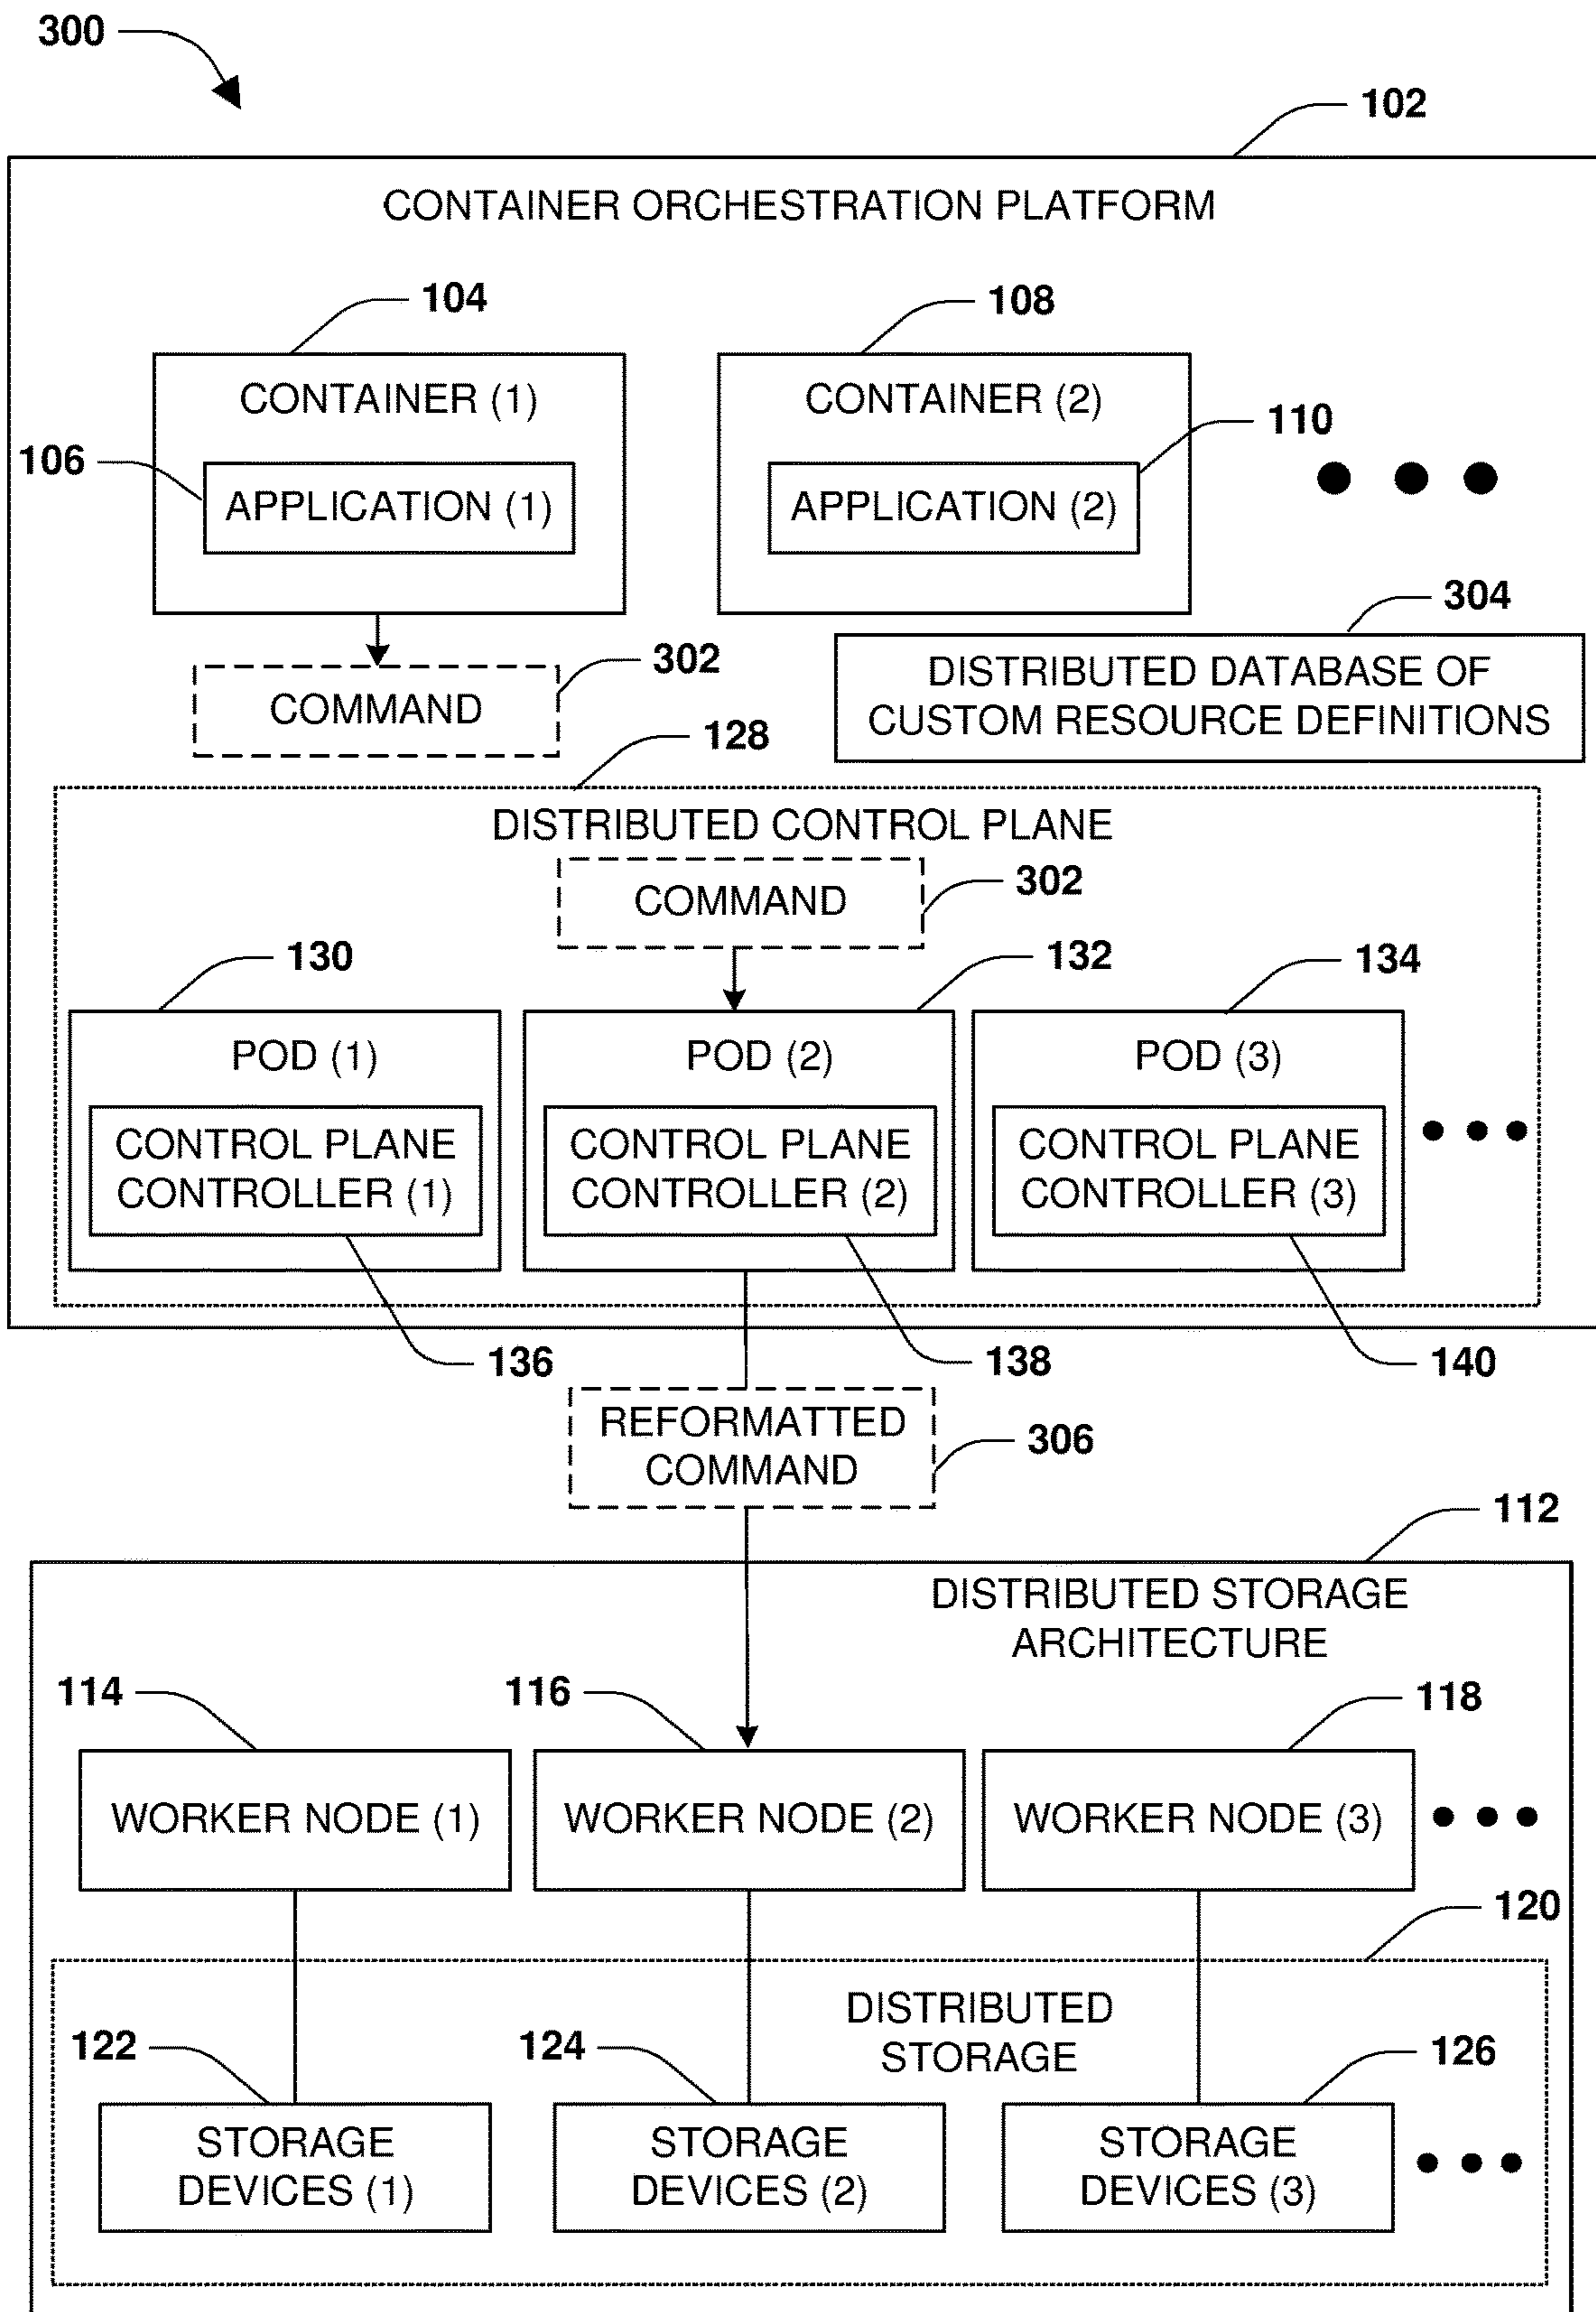 300
102
CONTAINER ORCHESTRATION PLATFORM
104
108
CONTAINER (1)
CONTAINER (2)
110
106
APPLICATION (1)
APPLICATION (2)
304
302
DISTRIBUTED DATABASE OF
CUSTOM RESOURCE DEFINITIONS
COMMAND
128
DISTRIBUTED CONTROL PLANE
302
COMMAND
130
132
134
POD (1)
POD (2)
POD (3)
CONTROL PLANE
CONTROLLER (1)
CONTROL PLANE
CONTROLLER (2)
CONTROL PLANE
CONTROLLER (3)
136
138
140
REFORMATTED
COMMAND
306
112
DISTRIBUTED STORAGE
ARCHITECTURE
114
116
118
WORKER NODE (1)
WORKER NODE (2)
WORKER NODE (3)
120
DISTRIBUTED
STORAGE
122
124
126
STORAGE
DEVICES (1)
STORAGE
DEVICES (2)
STORAGE
DEVICES (3)